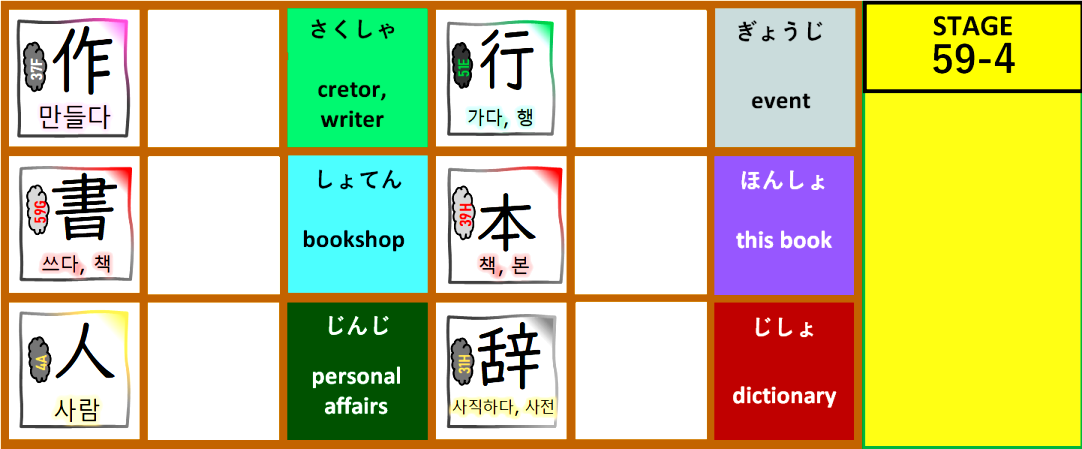 37F
作
만들다
さくしゃ
cretor,
writer
51E
行
가다, 행
ぎょうじ
event
STAGE
59-4
59G
書
쓰다, 책
しょてん
bookshop
39H
本
책, 본
ほんしょ
this book
4A
人
사람
じんじ
personal
affairs
31H
辞
사직하다, 사전
じしょ
dictionary